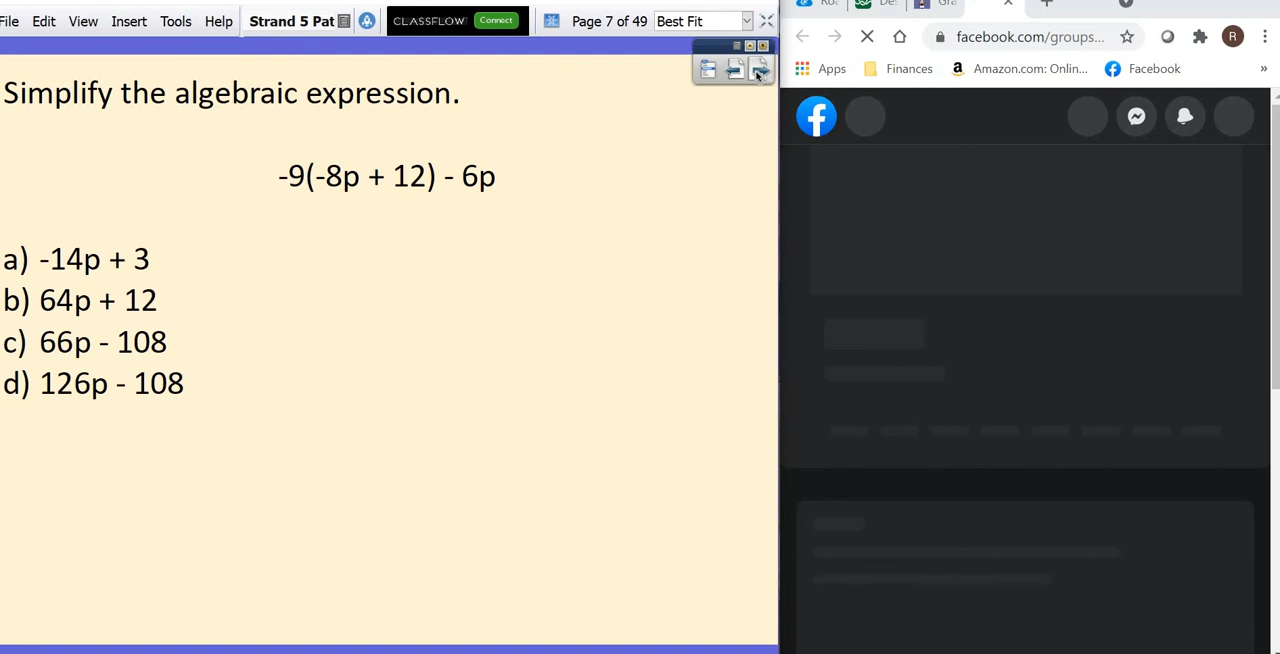 File Edit View Insert Tools Help Strand 5 Pat CLASSFLOW Connect Page 7 of 49 Best Fit
Simplify the algebraic expression.
-9(-8p + 12) - 6p
a) -14p + 3
b) 64p + 12
c) 66p - 108
d) 126p - 108
facebook.com/groups... R
Apps Finances Amazon.com: Onlin... Facebook »